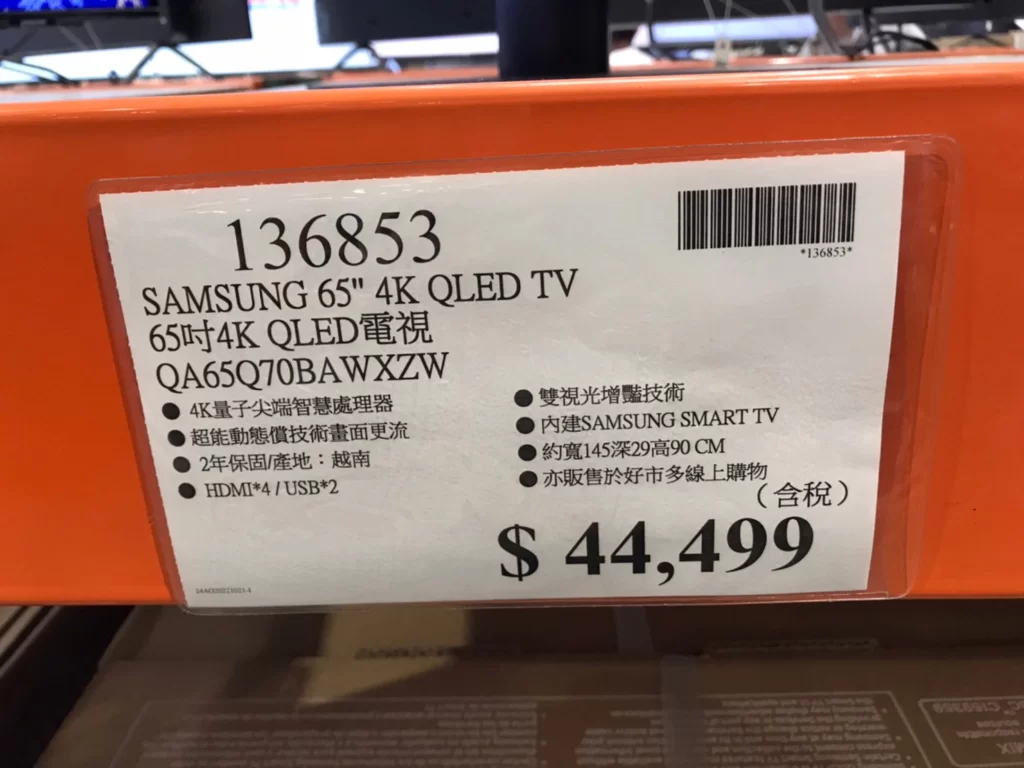 136853
*136853*
SAMSUNG 65" 4K QLED TV
65吋4K QLED電視
QA65Q70BAWXZW
● 4K量子尖端智慧處理器
● 超能動態償技術畫面更流
● 2年保固/產地：越南
● HDMI*4 / USB*2
● 雙視光增豔技術
● 內建SAMSUNG SMART TV
● 約寬145深29高90 CM
● 亦販售於好市多線上購物
（含稅）
$ 44,499